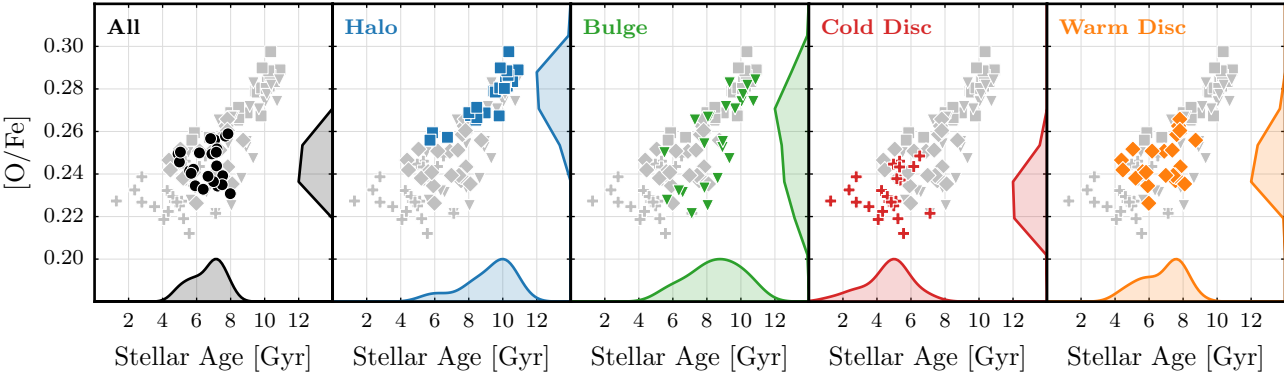 All
Halo
Bulge
Cold Disc
Warm Disc
[O/Fe]
0.30
0.28
0.26
0.24
0.22
0.20
2 4 6 8 10 12
2 4 6 8 10 12
2 4 6 8 10 12
2 4 6 8 10 12
2 4 6 8 10 12
Stellar Age [Gyr]
Stellar Age [Gyr]
Stellar Age [Gyr]
Stellar Age [Gyr]
Stellar Age [Gyr]